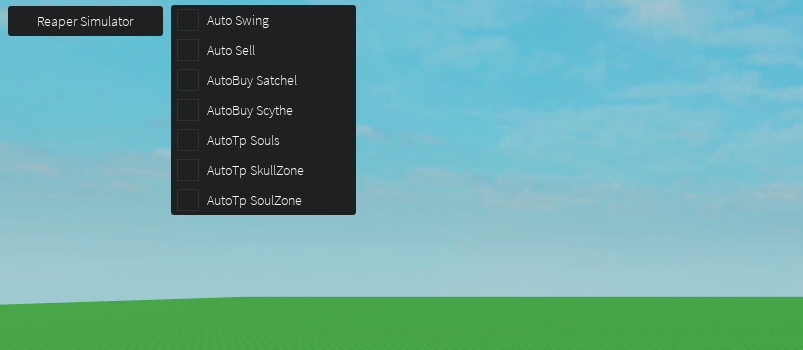 Reaper Simulator
Auto Swing
Auto Sell
AutoBuy Satchel
AutoBuy Scythe
AutoTp Souls
AutoTp SkullZone
AutoTp SoulZone